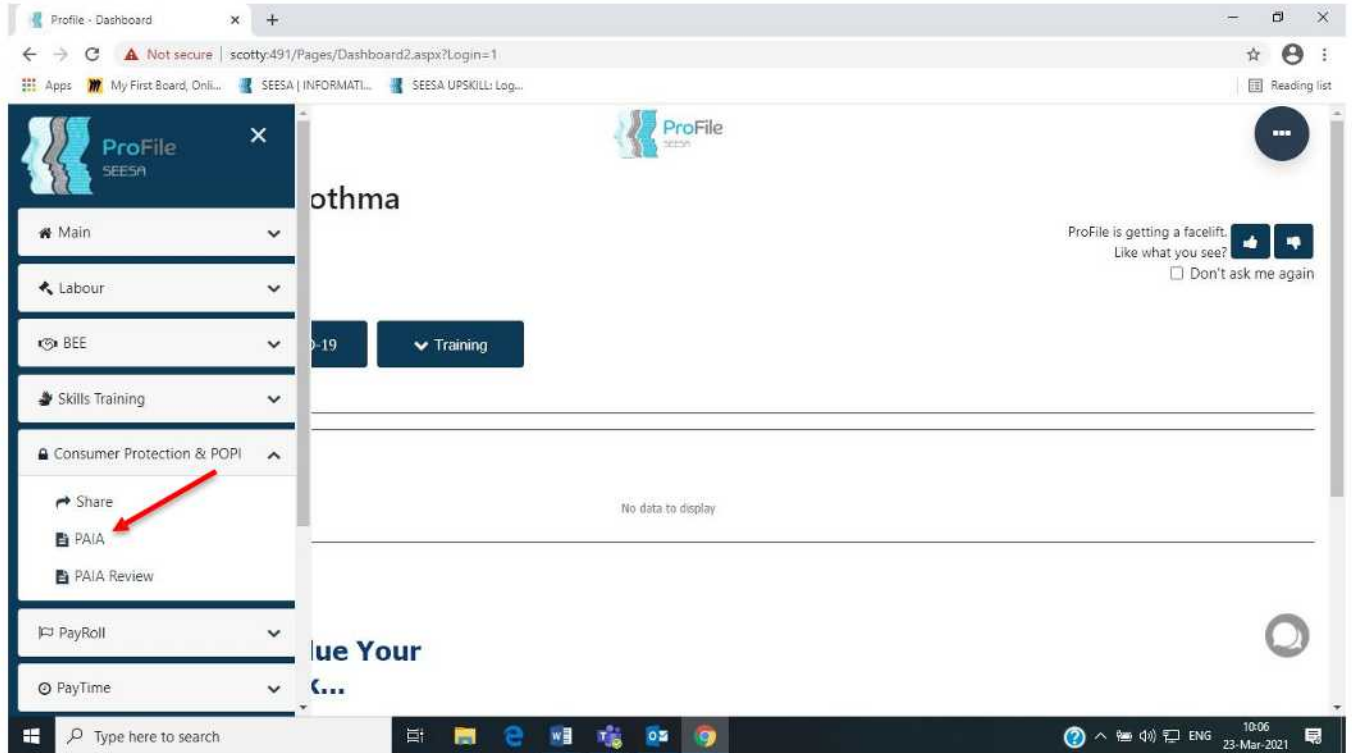 Profile - Dashboard
Not secure | scotty:491/Pages/Dashboard2.aspx?Login=1
Apps My First Board, Onli... SEESA | INFORMATI... SEESA UPSKILL: Log... Reading list
ProFile
SEESA
ProFile
SEESA
othma
Main
ProFile is getting a facelift.
Like what you see?
Don't ask me again
Labour
BEE
D-19
Training
Skills Training
Consumer Protection & POPI
Share
No data to display
PAIA
PAIA Review
PayRoll
lue Your
PayTime
k...
Type here to search
ENG
10:06
23-Mar-2021